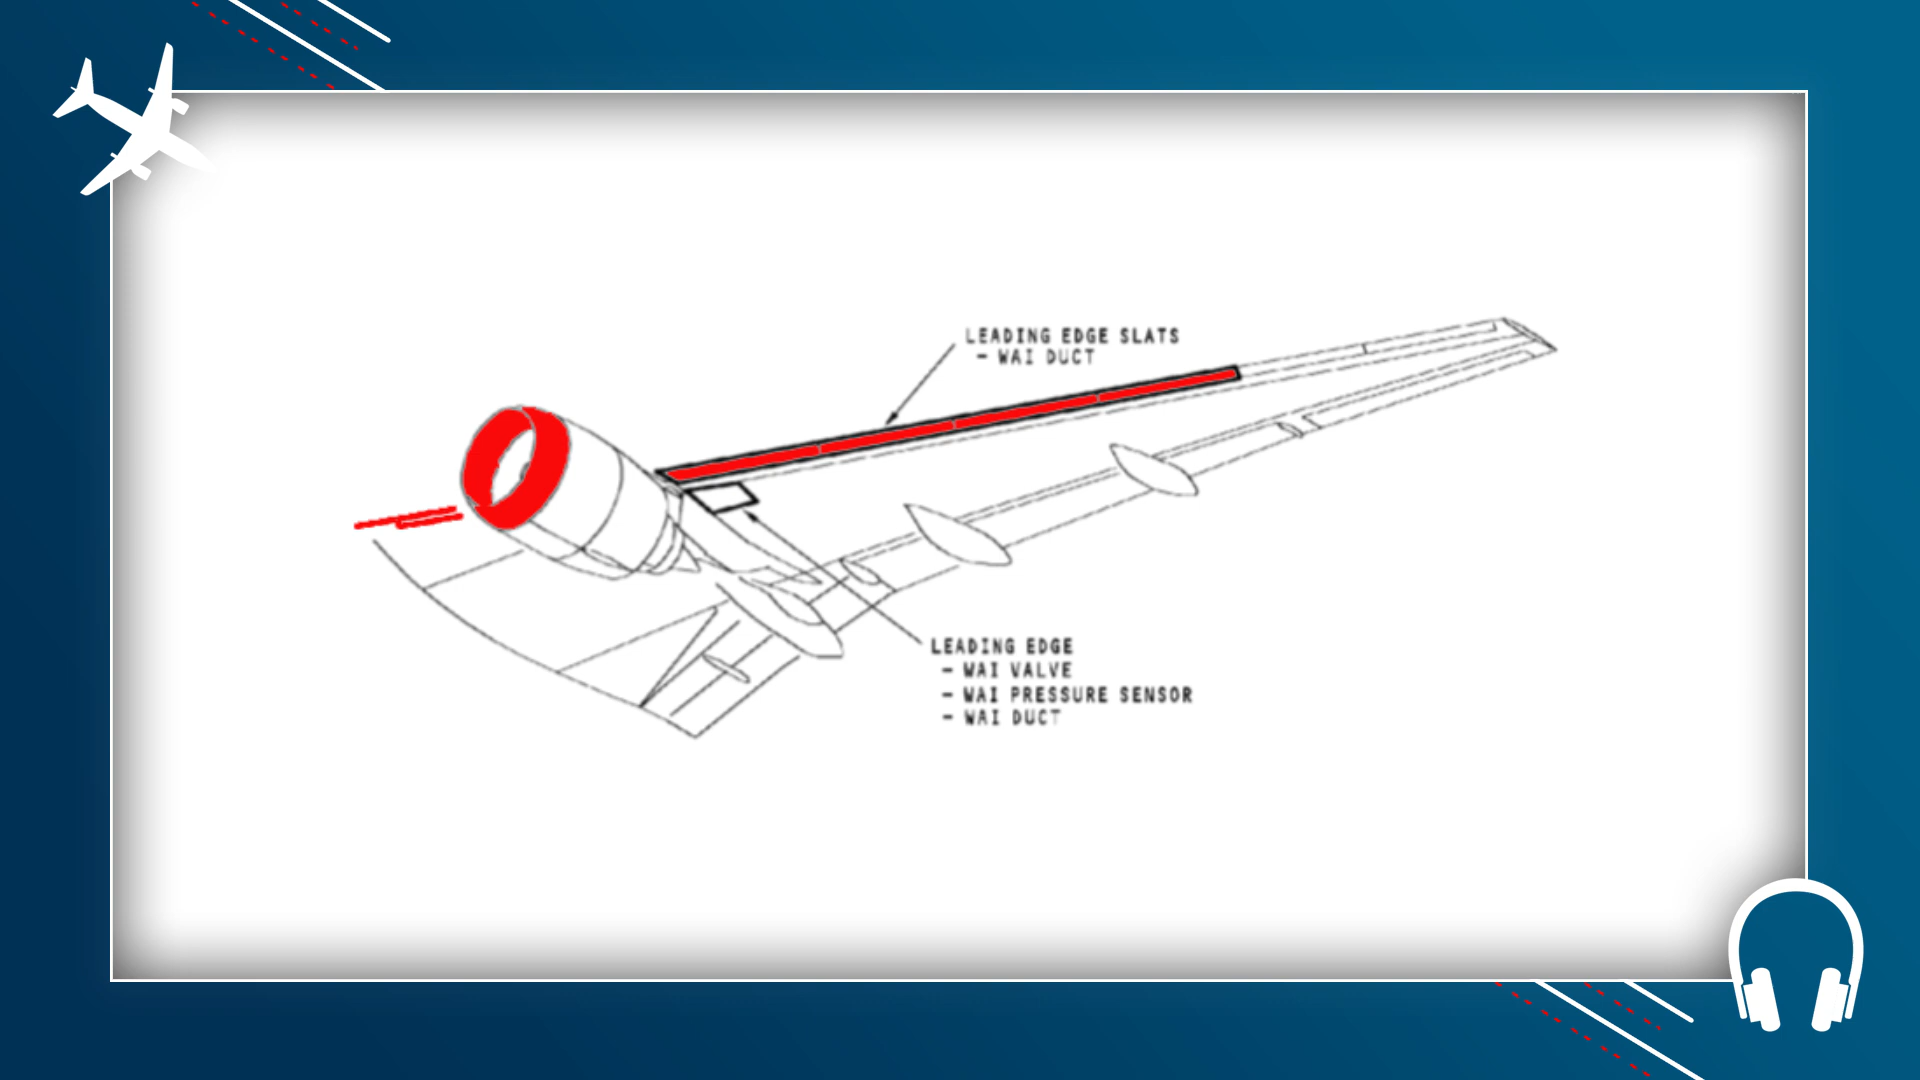 LEADING EDGE SLATS
- WAI DUCT
LEADING EDGE
- WAI VALVE
- WAI PRESSURE SENSOR
- WAI DUCT